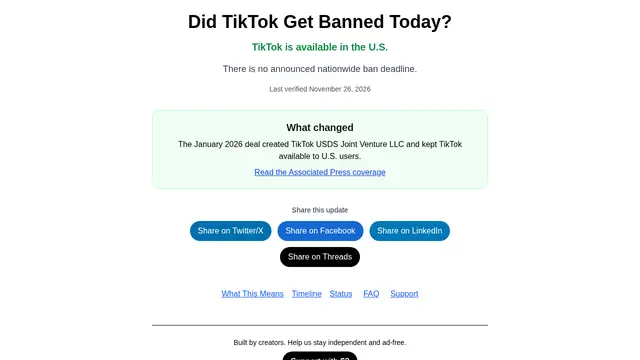 Did TikTok Get Banned Today?
TikTok is available in the U.S.
There is no announced nationwide ban deadline.
Last verified November 26, 2026
What changed
The January 2026 deal created TikTok USDS Joint Venture LLC and kept TikTok
available to U.S. users.
Read the Associated Press coverage
Share this update
Share on Twitter/X Share on Facebook Share on LinkedIn
Share on Threads
What This Means Timeline Status FAQ Support
Built by creators. Help us stay independent and ad-free.